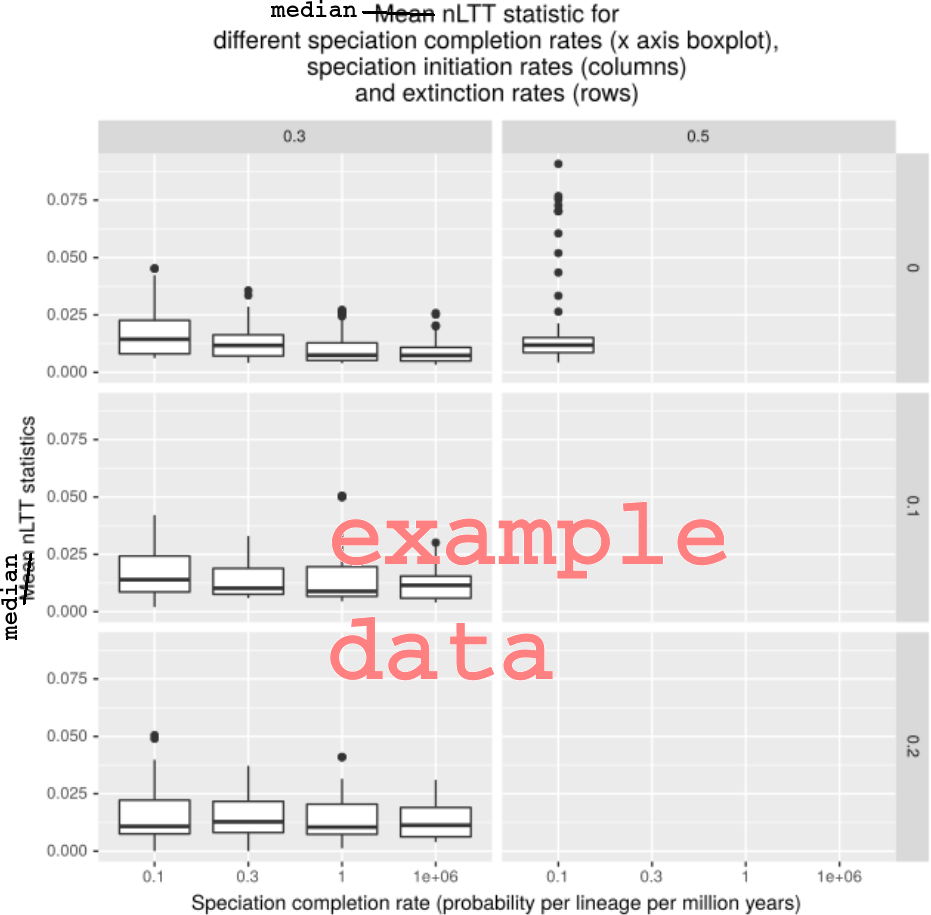 median Mean nLTT statistic for
different speciation completion rates (x axis boxplot),
speciation initiation rates (columns)
and extinction rates (rows)
0.3
0.5
0.075
0.050
0.025
0.000
0
median Mean nLTT statistics
0.075
0.050
0.025
0.000
0.1
example
data
0.075
0.050
0.025
0.000
0.2
0.1 0.3 1 1e+06
0.1 0.3 1 1e+06
Speciation completion rate (probability per lineage per million years)